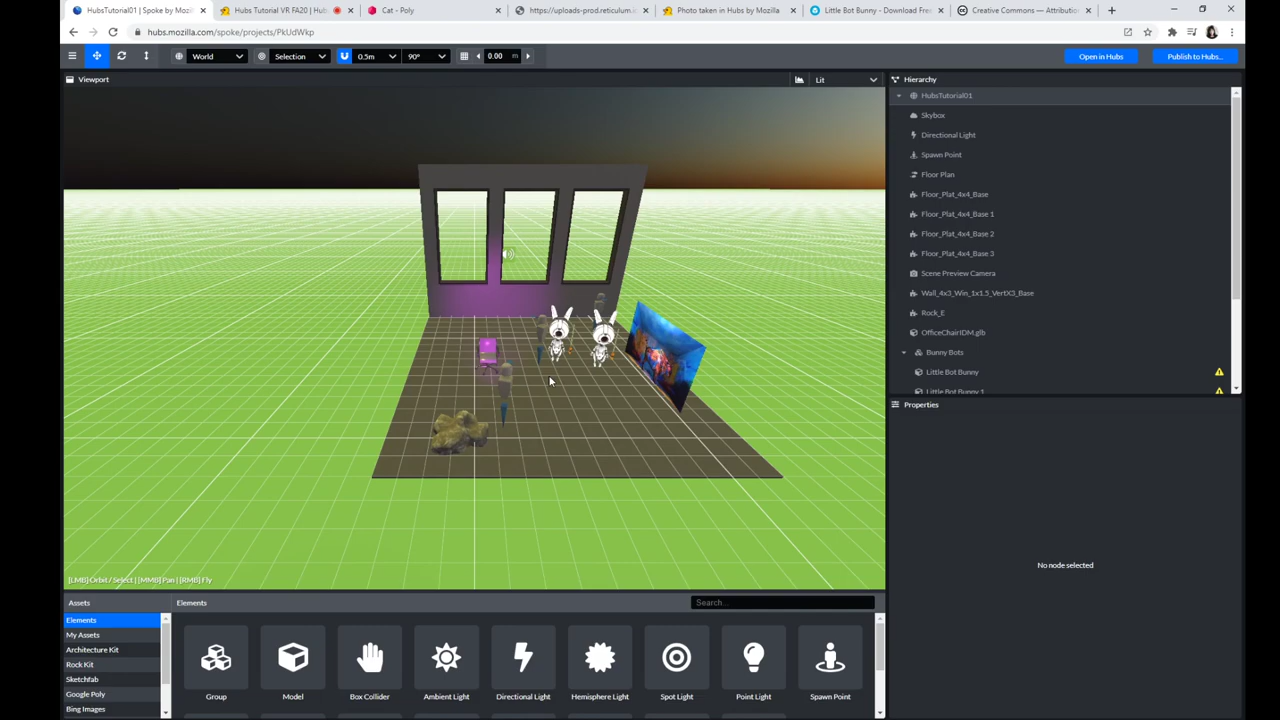 HubsTutorial01 | Spoke by Mozi
Hubs Tutorial VR FA20 | Hub
Cat - Poly
https://uploads-prod.reticulum.i
Photo taken in Hubs by Mozilla
Little Bot Bunny - Download Free
Creative Commons — Attribution
hubs.mozilla.com/spoke/projects/PkUdWkp
World
Selection
0.5m
90°
0.00 m
Open in Hubs
Publish to Hubs...
Viewport
Lit
Hierarchy
HubsTutorial01
Skybox
Directional Light
Spawn Point
Floor Plan
Floor_Plat_4x4_Base
Floor_Plat_4x4_Base 1
Floor_Plat_4x4_Base 2
Floor_Plat_4x4_Base 3
Scene Preview Camera
Wall_4x3_Win_1x1.5_VertX3_Base
Rock_E
OfficeChairIDM.glb
Bunny Bots
Little Bot Bunny
Little Bot Bunny 1
Properties
No node selected
[LMB] Orbit / Select | [MMB] Pan | [RMB] Fly
Assets
Elements
My Assets
Architecture Kit
Rock Kit
Sketchfab
Google Poly
Bing Images
Elements
Search...
Group
Model
Box Collider
Ambient Light
Directional Light
Hemisphere Light
Spot Light
Point Light
Spawn Point